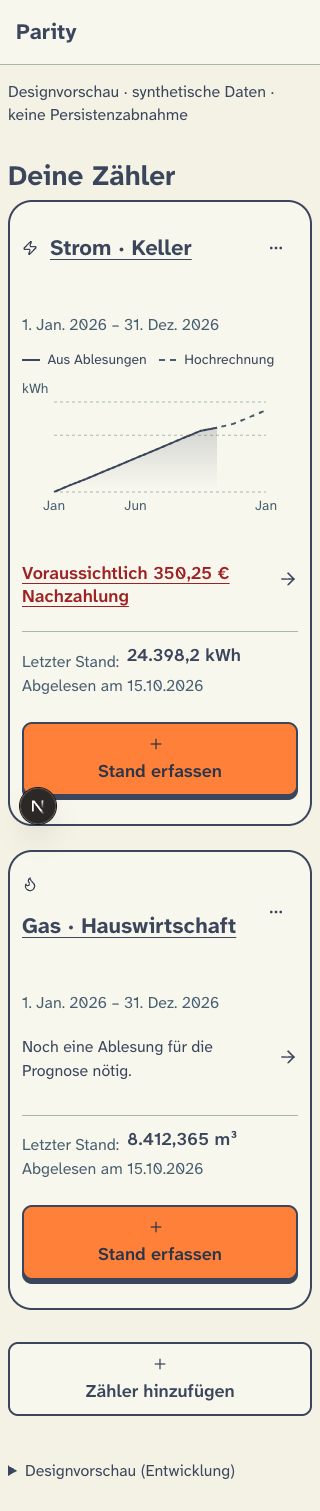 Parity
Designvorschau · synthetische Daten ·
keine Persistenzabnahme
Deine Zähler
Strom · Keller
...
1. Jan. 2026 – 31. Dez. 2026
Aus Ablesungen Hochrechnung
kWh
Jan Jun Jan
Voraussichtlich 350,25 €
Nachzahlung
Letzter Stand: 24.398,2 kWh
Abgelesen am 15.10.2026
+
Stand erfassen
N
Gas · Hauswirtschaft
...
1. Jan. 2026 – 31. Dez. 2026
Noch eine Ablesung für die
Prognose nötig.
Letzter Stand: 8.412,365 m³
Abgelesen am 15.10.2026
+
Stand erfassen
+
Zähler hinzufügen
Designvorschau (Entwicklung)